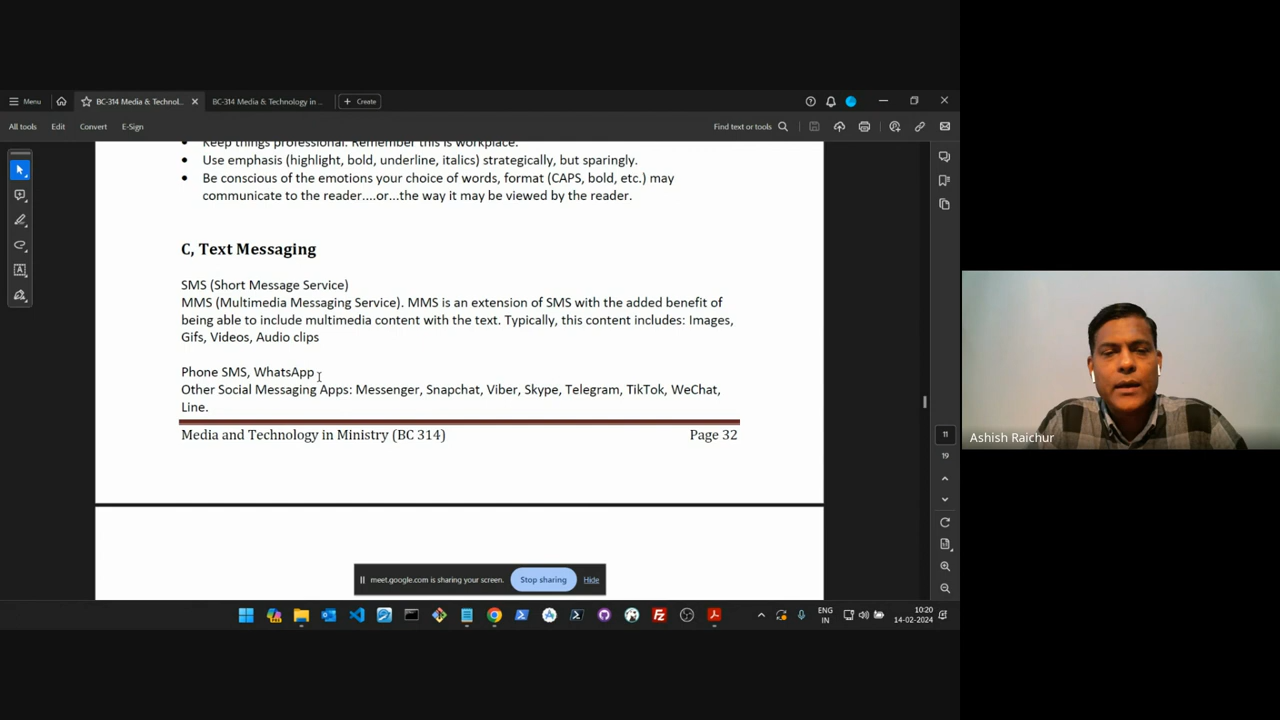 Menu
BC-314 Media & Technol...
BC-314 Media & Technology in ...
Create
All tools
Edit
Convert
E-Sign
Find text or tools
Keep things professional. Remember this is workplace.
• Use emphasis (highlight, bold, underline, italics) strategically, but sparingly.
• Be conscious of the emotions your choice of words, format (CAPS, bold, etc.) may
communicate to the reader....or...the way it may be viewed by the reader.
C, Text Messaging
SMS (Short Message Service)
MMS (Multimedia Messaging Service). MMS is an extension of SMS with the added benefit of
being able to include multimedia content with the text. Typically, this content includes: Images,
Gifs, Videos, Audio clips
Phone SMS, WhatsApp
Other Social Messaging Apps: Messenger, Snapchat, Viber, Skype, Telegram, TikTok, WeChat,
Line.
Media and Technology in Ministry (BC 314)
Page 32
11
19
Ashish Raichur
meet.google.com is sharing your screen.
Stop sharing
Hide
ENG
IN
10:20
14-02-2024